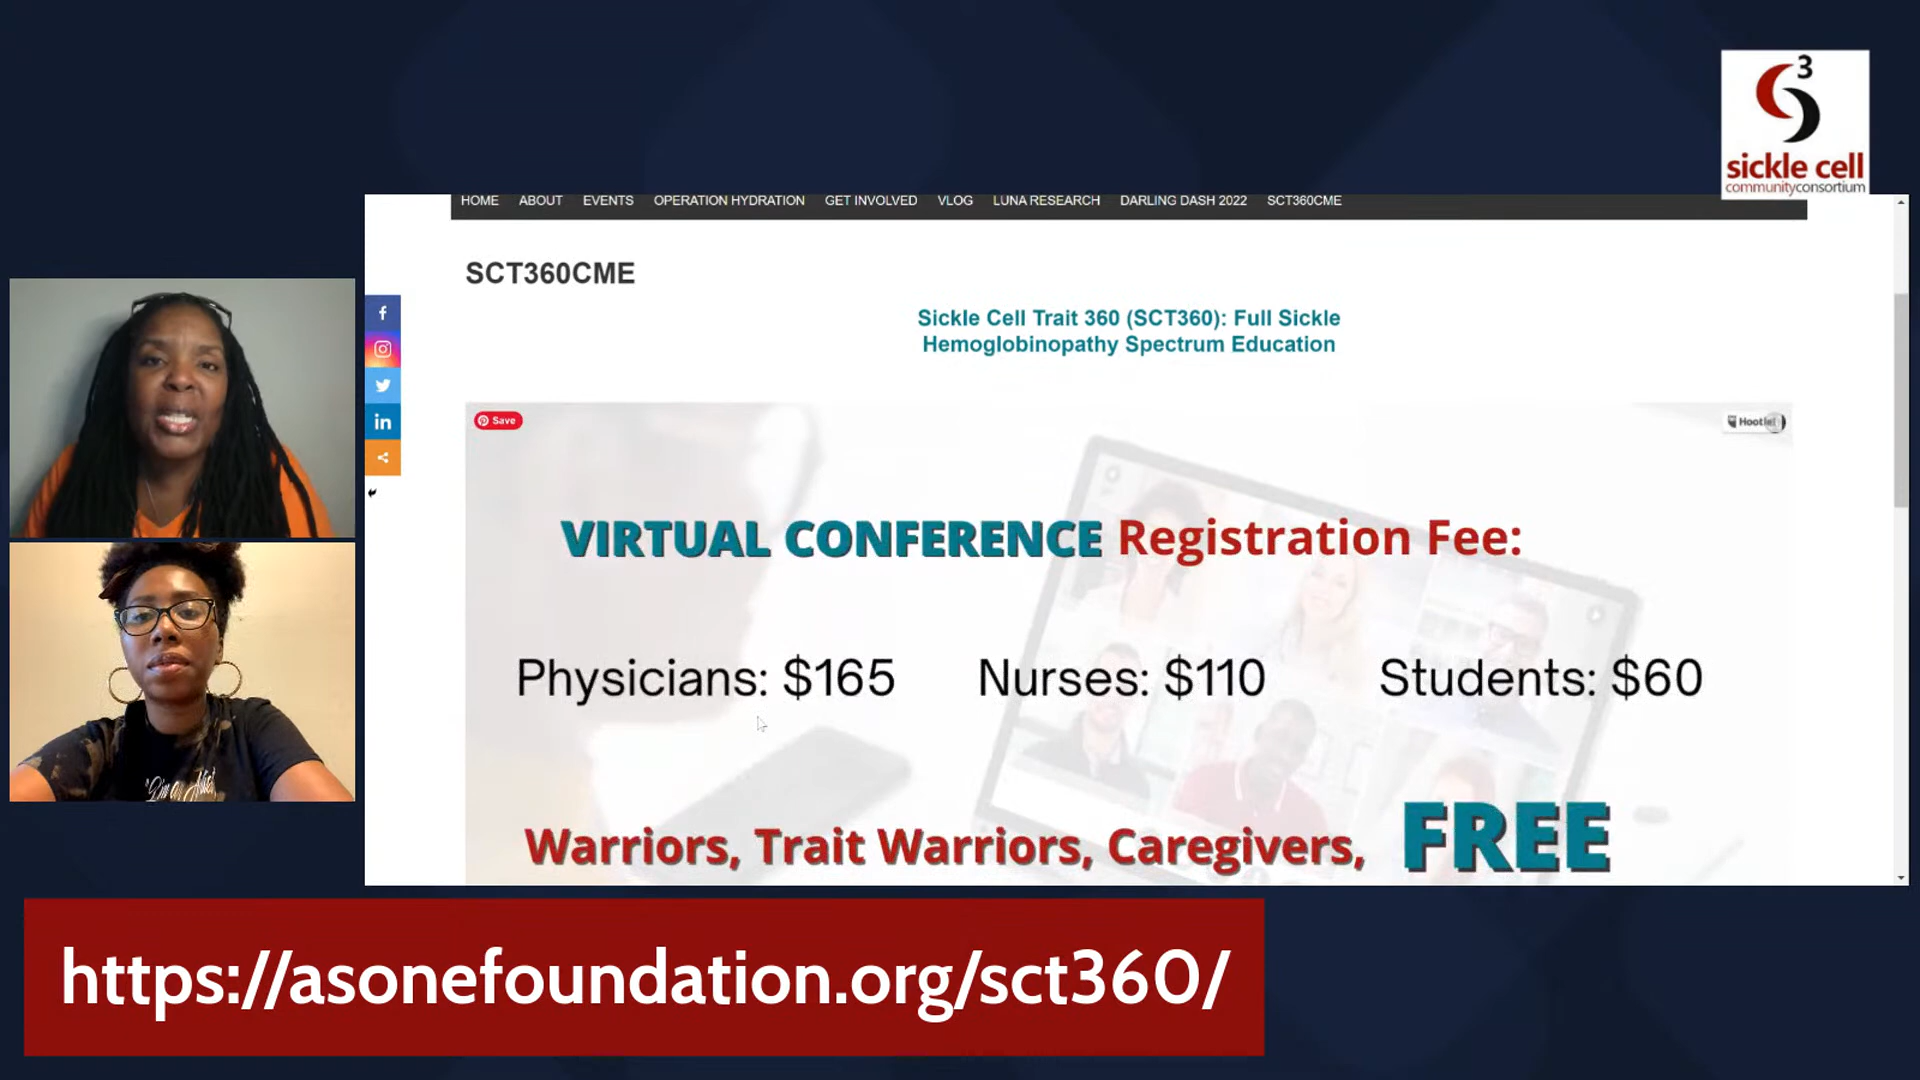 3
sickle cell
communityconsortium
HOME ABOUT EVENTS OPERATION HYDRATION GET INVOLVED VLOG LUNA RESEARCH DARLING DASH 2022 SCT360CME
SCT360CME
Sickle Cell Trait 360 (SCT360): Full Sickle
Hemoglobinopathy Spectrum Education
Save
VIRTUAL CONFERENCE Registration Fee:
Physicians: $165 Nurses: $110 Students: $60
Warriors, Trait Warriors, Caregivers, FREE
https://asonefoundation.org/sct360/